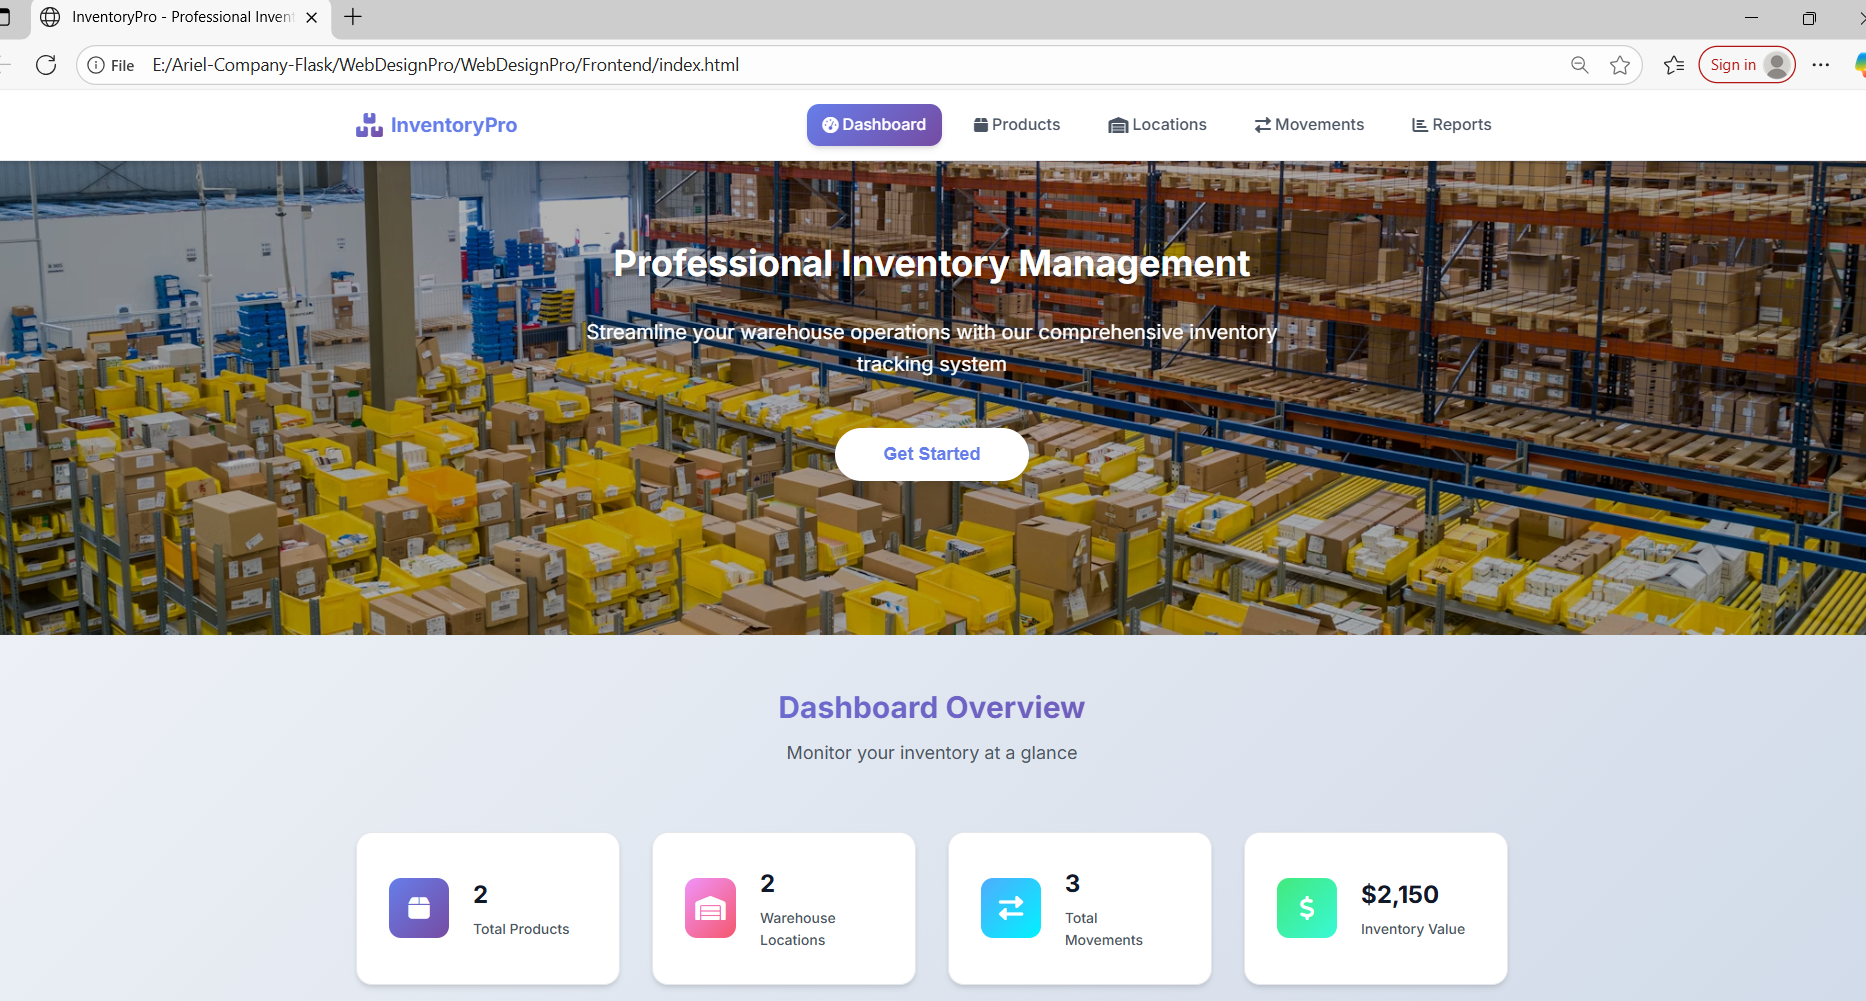 InventoryPro - Professional Invent
File E:/Ariel-Company-Flask/WebDesignPro/WebDesignPro/Frontend/index.html
Sign in
InventoryPro
Dashboard
Products
Locations
Movements
Reports
Professional Inventory Management
Streamline your warehouse operations with our comprehensive inventory
tracking system
Get Started
Dashboard Overview
Monitor your inventory at a glance
2
Total Products
2
Warehouse
Locations
3
Total
Movements
$2,150
Inventory Value